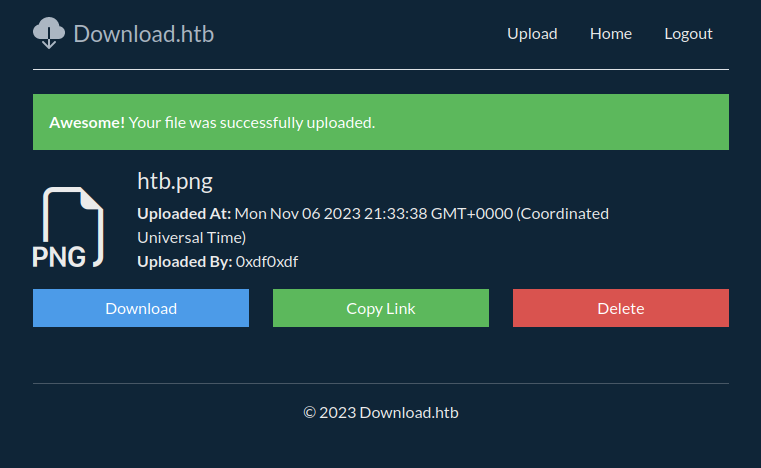 Download.htb
Upload Home Logout
Awesome! Your file was successfully uploaded.
PNG
htb.png
Uploaded At: Mon Nov 06 2023 21:33:38 GMT+0000 (Coordinated
Universal Time)
Uploaded By: 0xdf0xdf
Download Copy Link Delete
© 2023 Download.htb